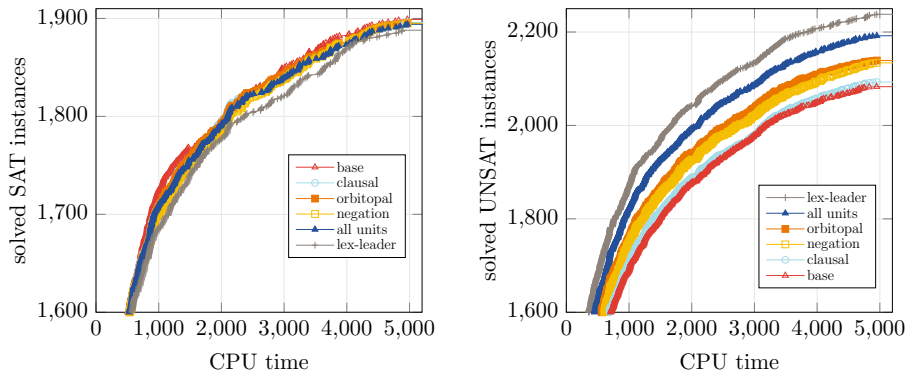 solved SAT instances
1,900
1,800
1,700
1,600
0
1,000
2,000
3,000
4,000
5,000
CPU time
base
clausal
orbitopal
negation
all units
lex-leader
solved UNSAT instances
2,200
2,000
1,800
1,600
0
1,000
2,000
3,000
4,000
5,000
CPU time
lex-leader
all units
orbitopal
negation
clausal
base